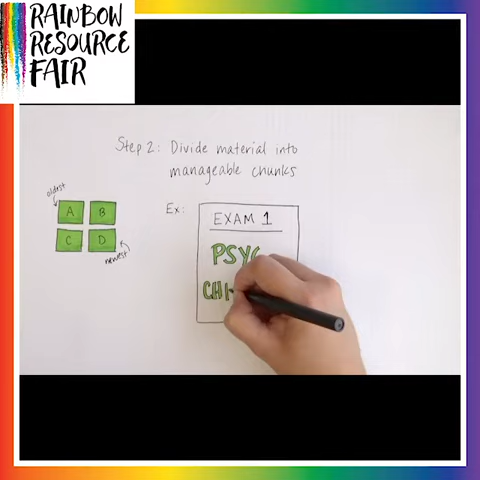 RAINBOW
RESOURCE
FAIR
Step 2: Divide material into
manageable chunks
oldest
A B
C D
newest
Ex:
EXAM 1